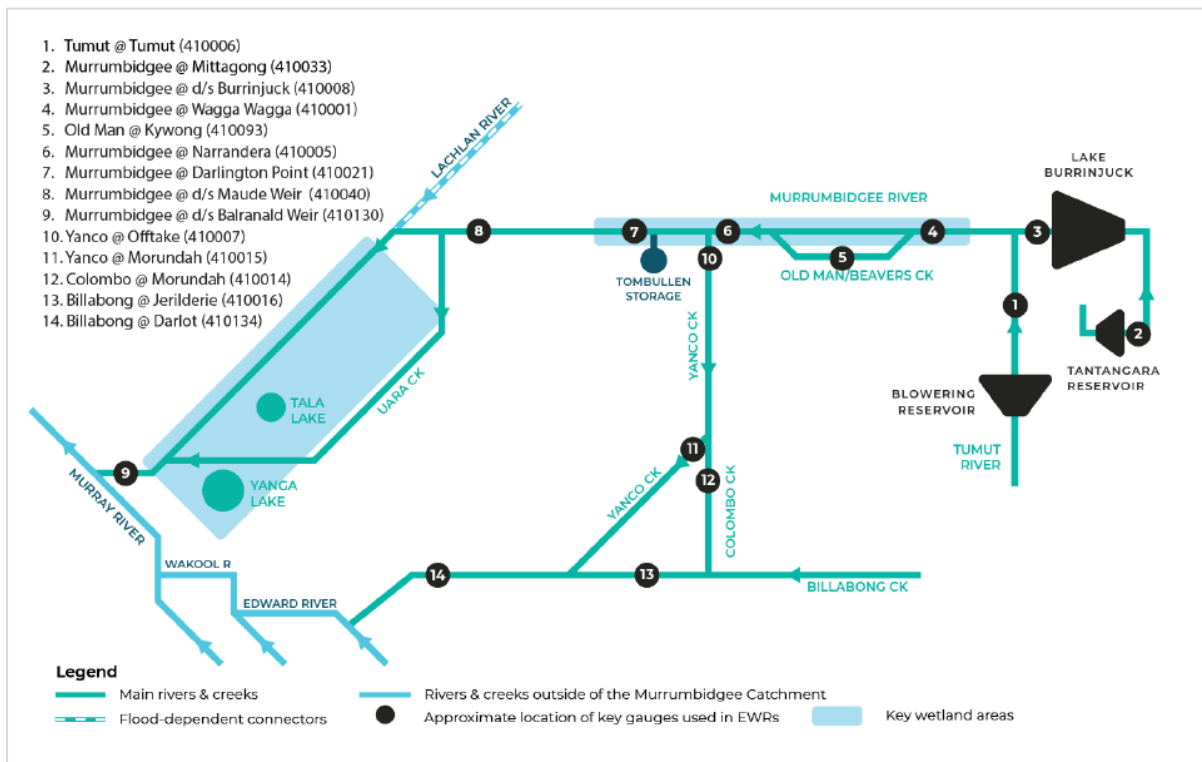 1. Tumut @ Tumut (410006)
2. Murrumbidgee @ Mittagong (410033)
3. Murrumbidgee @ d/s Burrinjuck (410008)
4. Murrumbidgee @ Wagga Wagga (410001)
5. Old Man @ Kywong (410093)
6. Murrumbidgee @ Narrandera (410005)
7. Murrumbidgee @ Darlington Point (410021)
8. Murrumbidgee @ d/s Maude Weir (410040)
9. Murrumbidgee @ d/s Balranald Weir (410130)
10. Yanco @ Offtake (410007)
11. Yanco @ Morundah (410015)
12. Colombo @ Morundah (410014)
13. Billabong @ Jerilderie (410016)
14. Billabong @ Darlot (410134)
LACHLAN RIVER
LAKE
BURRINJUCK
MURRUMBIDGEE RIVER
8
7
6
4
3
10
5
OLD MAN/BEAVERS CK
TOMBULLEN
STORAGE
1
2
TANTANGARA
RESERVOIR
YANCO CK
UARA CK
BLOWERING
RESERVOIR
TALA
LAKE
TUMUT
RIVER
11
12
9
YANGA
LAKE
MURRAY RIVER
YANCO CK
COLOMBO CK
WAKOOL R
14
13
BILLABONG CK
EDWARD RIVER
Legend
Main rivers & creeks
Rivers & creeks outside of the Murrumbidgee Catchment
Flood-dependent connectors
Approximate location of key gauges used in EWRs
Key wetland areas